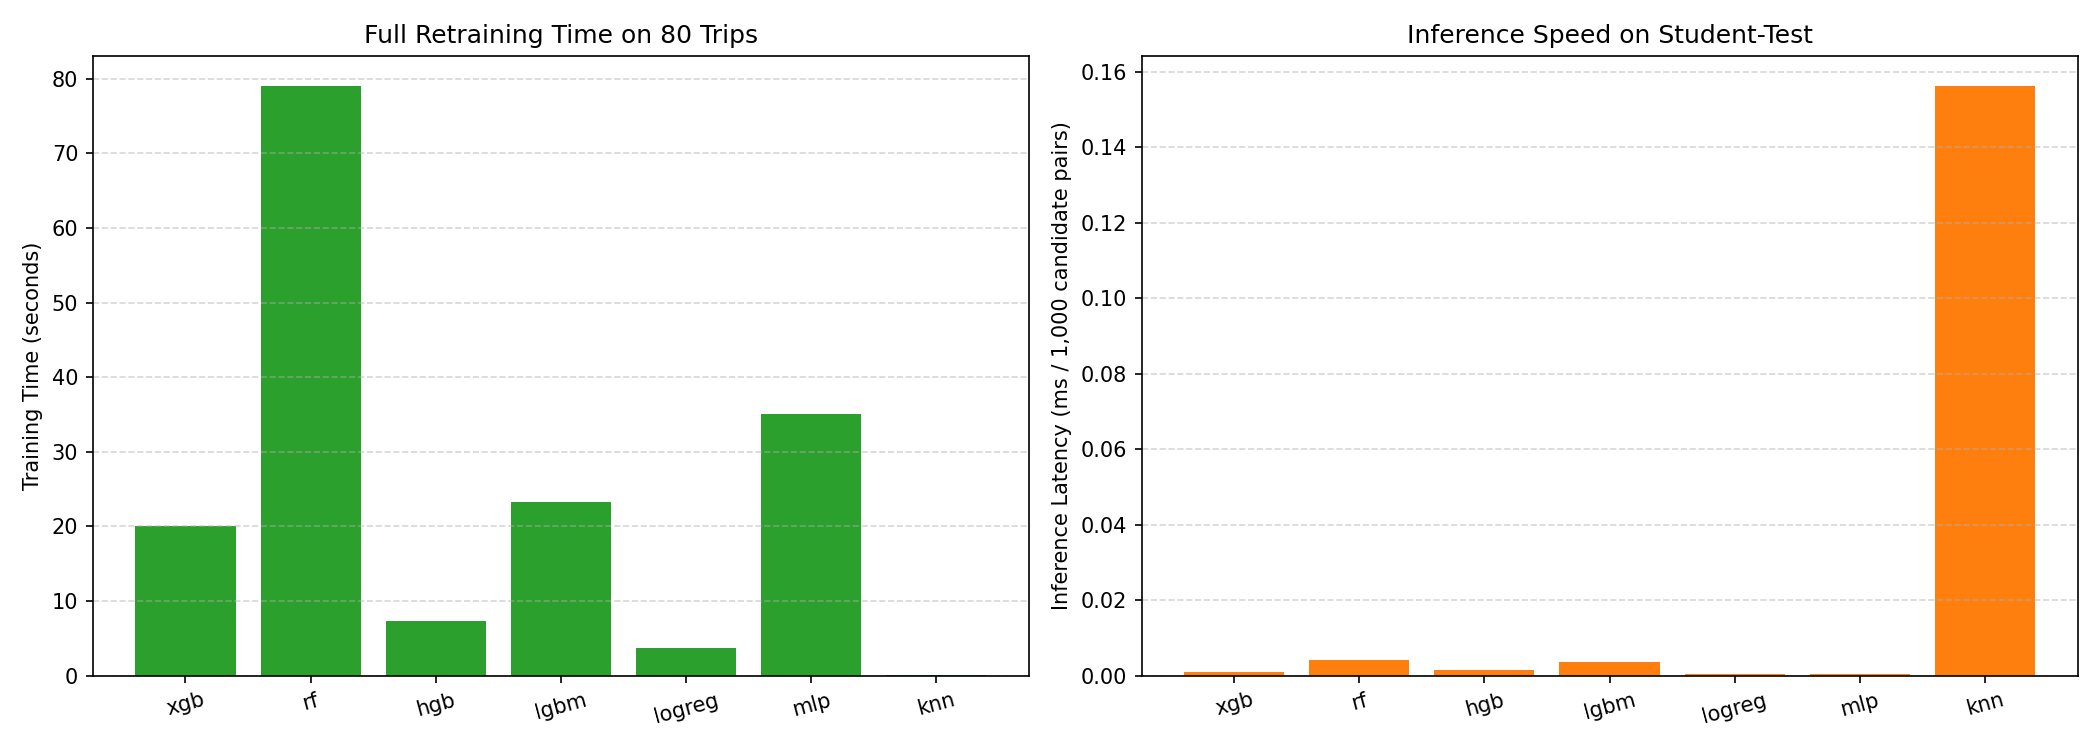 Full Retraining Time on 80 Trips
Training Time (seconds)
80
70
60
50
40
30
20
10
0
xgb
rf
hgb
lgbm
logreg
mlp
knn
Inference Speed on Student-Test
Inference Latency (ms / 1,000 candidate pairs)
0.16
0.14
0.12
0.10
0.08
0.06
0.04
0.02
0.00
xgb
rf
hgb
lgbm
logreg
mlp
knn